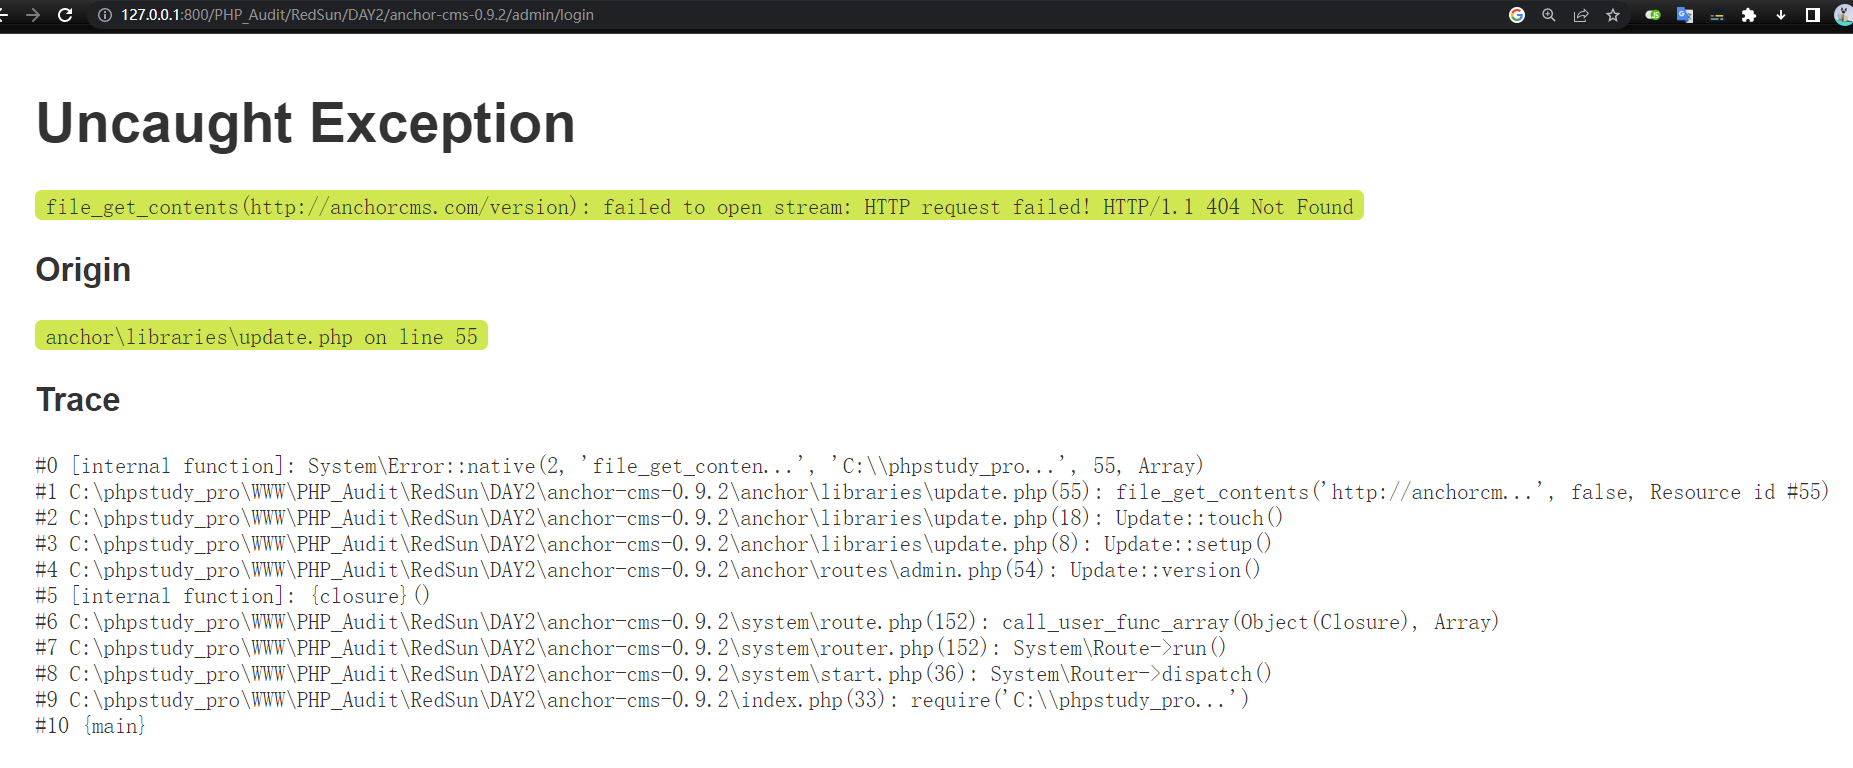 127.0.0.1:800/PHP_Audit/RedSun/DAY2/anchor-cms-0.9.2/admin/login
Uncaught Exception
file_get_contents(http://anchorcms.com/version): failed to open stream: HTTP request failed! HTTP/1.1 404 Not Found
Origin
anchor\libraries\update.php on line 55
Trace
#0 [internal function]: System\Error::native(2, 'file_get_conten...', 'C:\\phpstudy_pro...', 55, Array)
#1 C:\phpstudy_pro\WWW\PHP_Audit\RedSun\DAY2\anchor-cms-0.9.2\anchor\libraries\update.php(55): file_get_contents('http://anchorcm...', false, Resource id #55)
#2 C:\phpstudy_pro\WWW\PHP_Audit\RedSun\DAY2\anchor-cms-0.9.2\anchor\libraries\update.php(18): Update::touch()
#3 C:\phpstudy_pro\WWW\PHP_Audit\RedSun\DAY2\anchor-cms-0.9.2\anchor\libraries\update.php(8): Update::setup()
#4 C:\phpstudy_pro\WWW\PHP_Audit\RedSun\DAY2\anchor-cms-0.9.2\anchor\routes\admin.php(54): Update::version()
#5 [internal function]: {closure}()
#6 C:\phpstudy_pro\WWW\PHP_Audit\RedSun\DAY2\anchor-cms-0.9.2\system\route.php(152): call_user_func_array(Object(Closure), Array)
#7 C:\phpstudy_pro\WWW\PHP_Audit\RedSun\DAY2\anchor-cms-0.9.2\system\router.php(152): System\Route->run()
#8 C:\phpstudy_pro\WWW\PHP_Audit\RedSun\DAY2\anchor-cms-0.9.2\system\start.php(36): System\Router->dispatch()
#9 C:\phpstudy_pro\WWW\PHP_Audit\RedSun\DAY2\anchor-cms-0.9.2\index.php(33): require('C:\\phpstudy_pro...')
#10 {main}